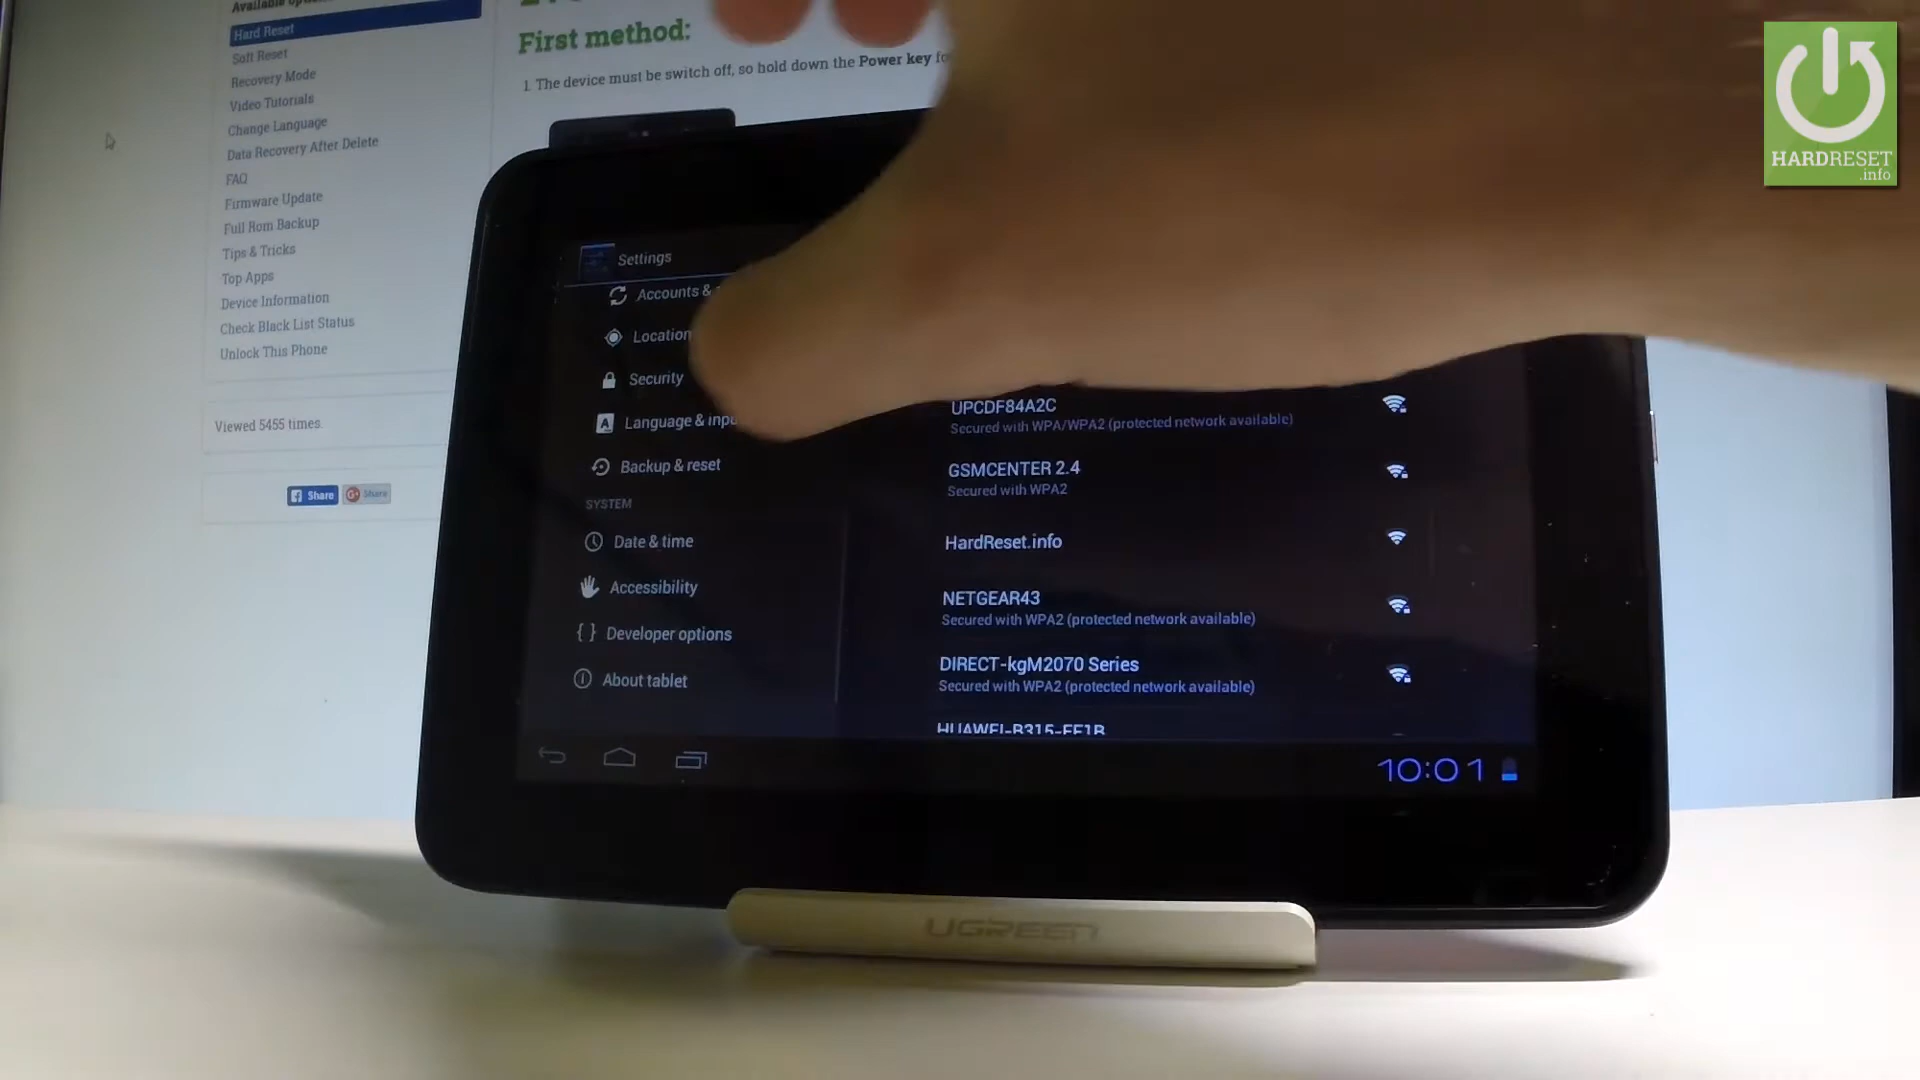 Hard Reset
Soft Reset
Recovery Mode
Video Tutorials
Change Language
Data Recovery After Delete
FAQ
Firmware Update
Full Rom Backup
Tips & Tricks
Top Apps
Device Information
Check Black List Status
Unlock This Phone
Viewed 5455 times.
Share
Share
First method:
1. The device must be switch off, so hold down the Power key
HARDRESET
.info
Settings
Accounts &
Location
Security
Language &
Backup & reset
SYSTEM
Date & time
Accessibility
{ } Developer options
About tablet
UPCDF84A2C
Secured with WPA/WPA2 (protected network available)
GSMCENTER 2.4
Secured with WPA2
HardReset.info
NETGEAR43
Secured with WPA2 (protected network available)
DIRECT-kgM2070 Series
Secured with WPA2 (protected network available)
10:01
UGREEN